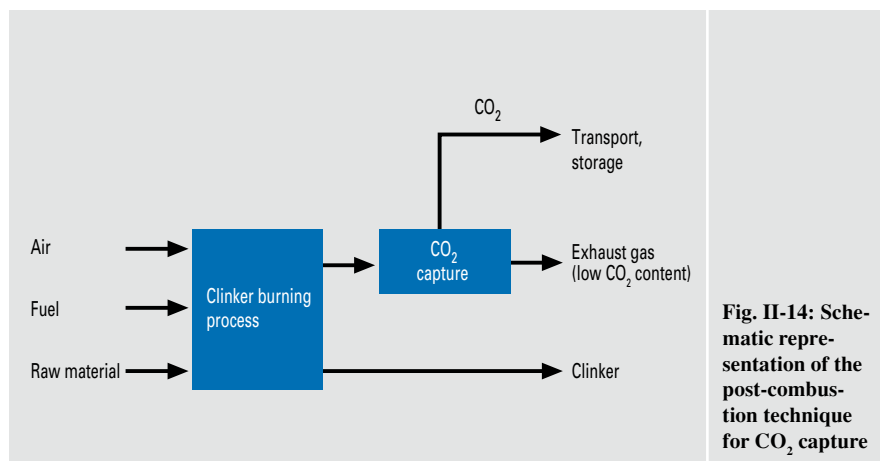 CO₂
Transport,
storage
Air
Fuel
Raw material
Clinker burning
process
CO₂
capture
Exhaust gas
(low CO₂ content)
Clinker
Fig. II-14: Sche-
matic repre-
sentation of the
post-combus-
tion technique
for CO₂ capture